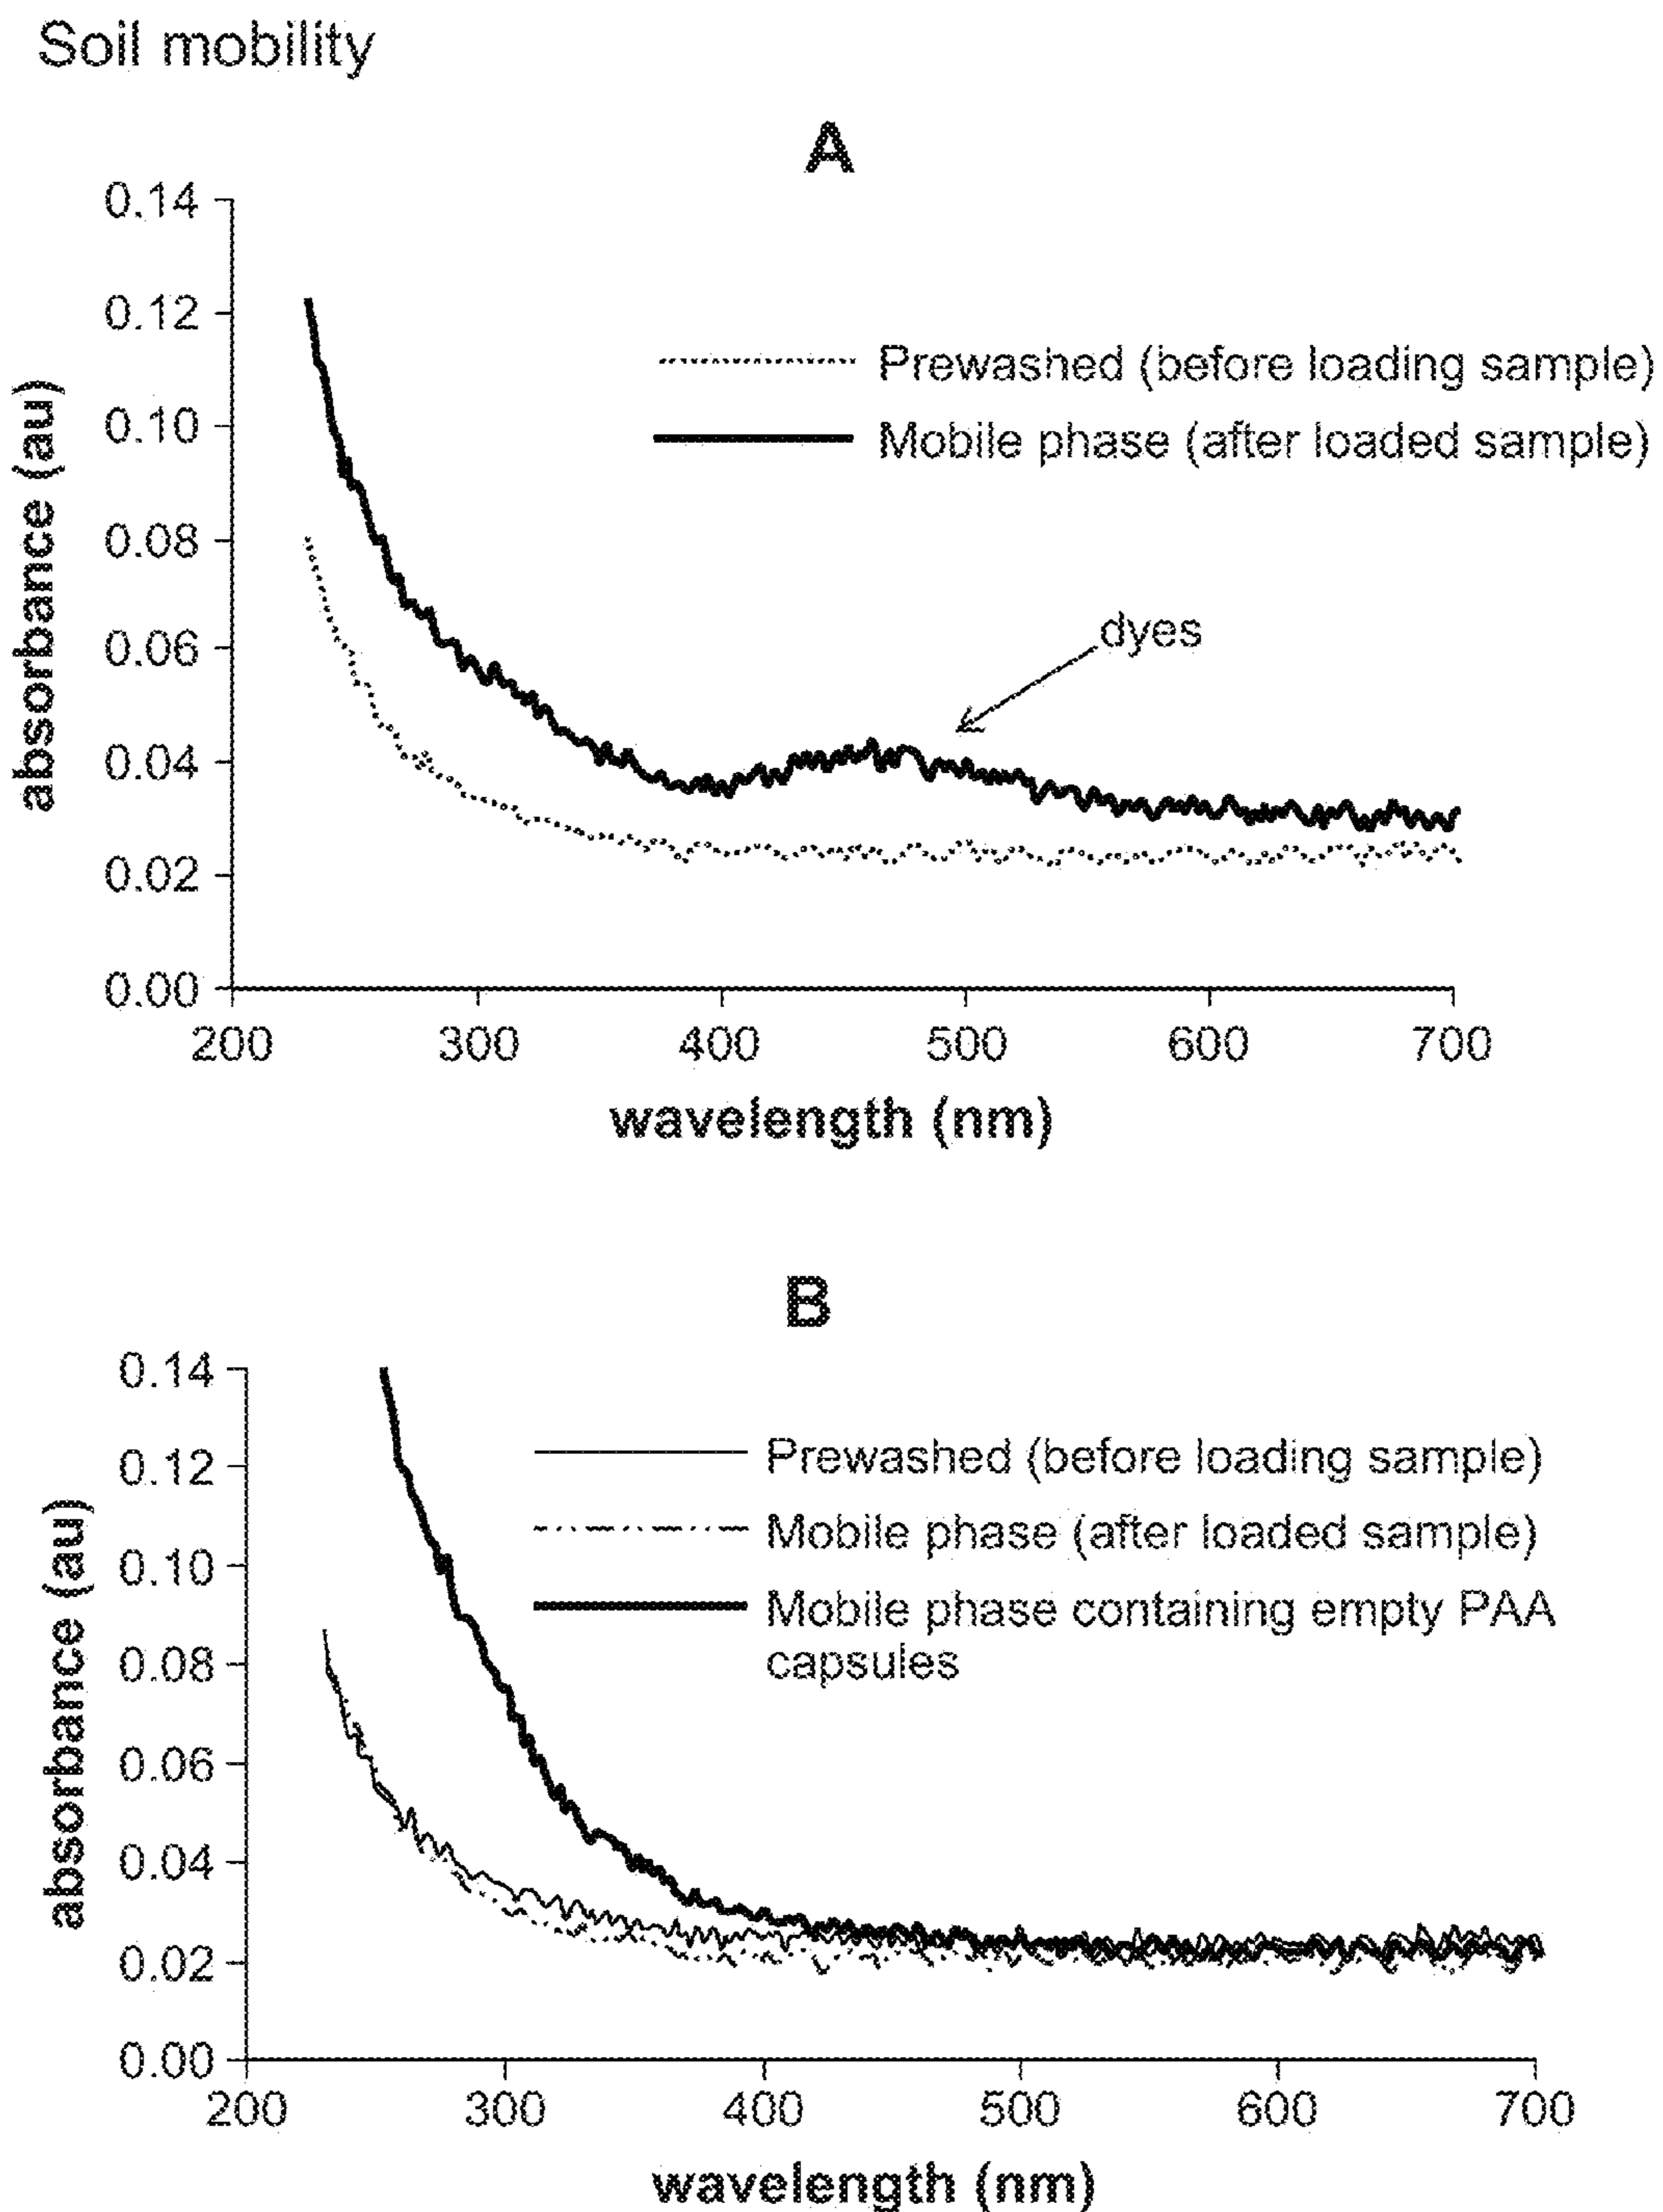 Soil mobility
A
0.14
0.12
0.10
0.08
0.06
0.04
0.02
0.00
absorbance (au)
Prewashed (before loading sample)
Mobile phase (after loaded sample)
dyes
200 300 400 500 600 700
wavelength (nm)
B
0.14
0.12
0.10
0.08
0.06
0.04
0.02
0.00
absorbance (au)
Prewashed (before loading sample)
Mobile phase (after loaded sample)
Mobile phase containing empty PAA
capsules
200 300 400 500 600 700
wavelength (nm)